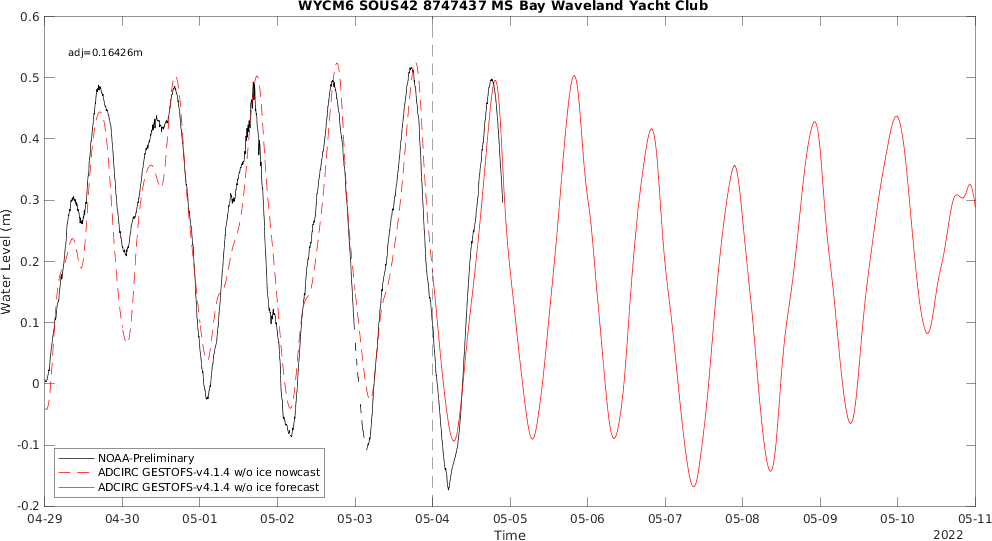 WYCM6 SOUS42 8747437 MS Bay Waveland Yacht Club
adj=0.16426m
0.6
0.5
0.4
0.3
0.2
0.1
0
-0.1
-0.2
Water Level (m)
NOAA-Preliminary
ADCIRC GESTOFS-v4.1.4 w/o ice nowcast
ADCIRC GESTOFS-v4.1.4 w/o ice forecast
04-29 04-30 05-01 05-02 05-03 05-04 05-05 05-06 05-07 05-08 05-09 05-10 05-11
Time
2022